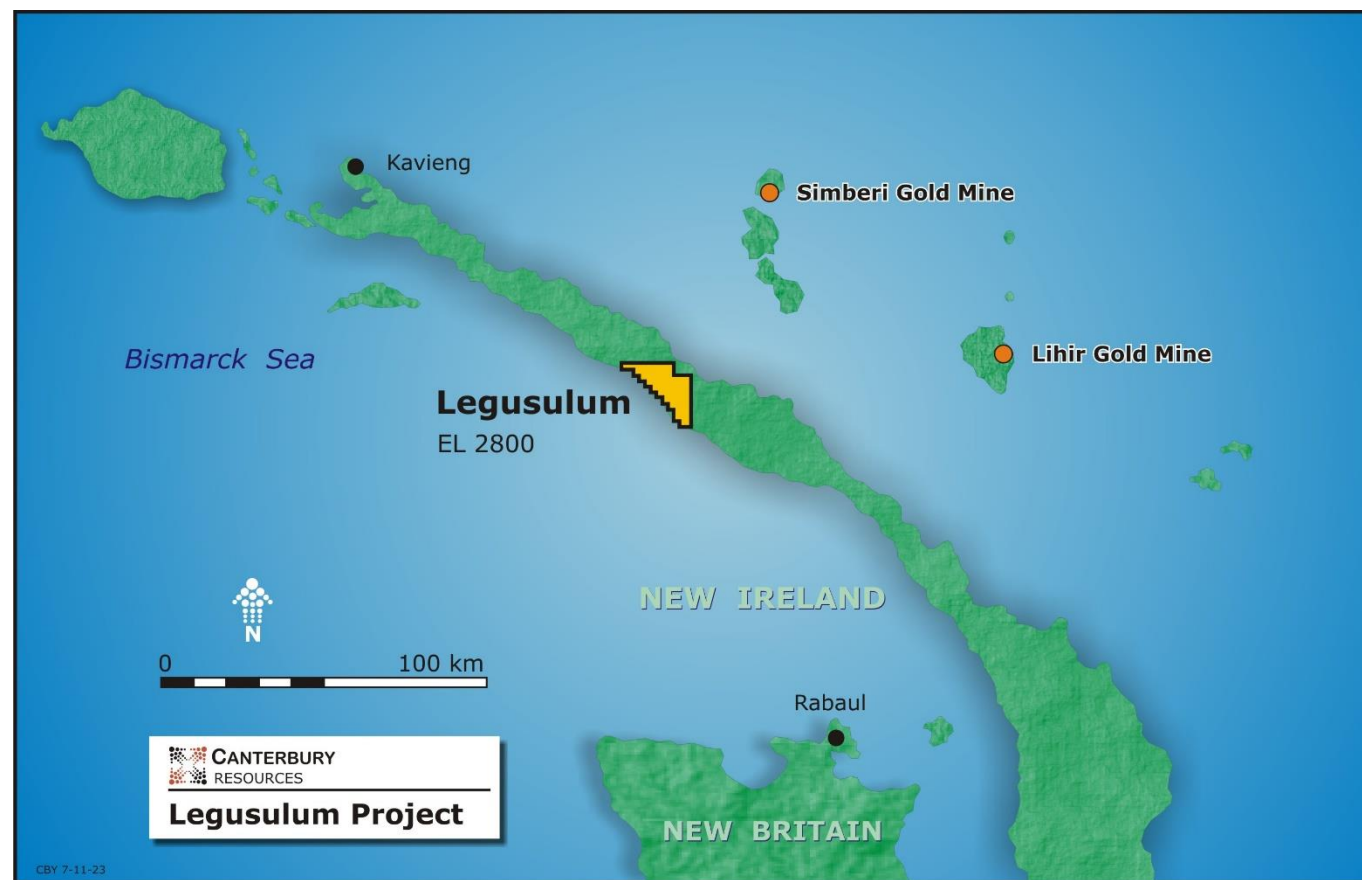 Kavieng
Simberi Gold Mine
Bismarck Sea
Lihir Gold Mine
Legusulum
EL 2800
NEW IRELAND
N
0 100 km
Rabaul
CANTERBURY
RESOURCES
Legusulum Project
NEW BRITAIN
CBY 7-11-23